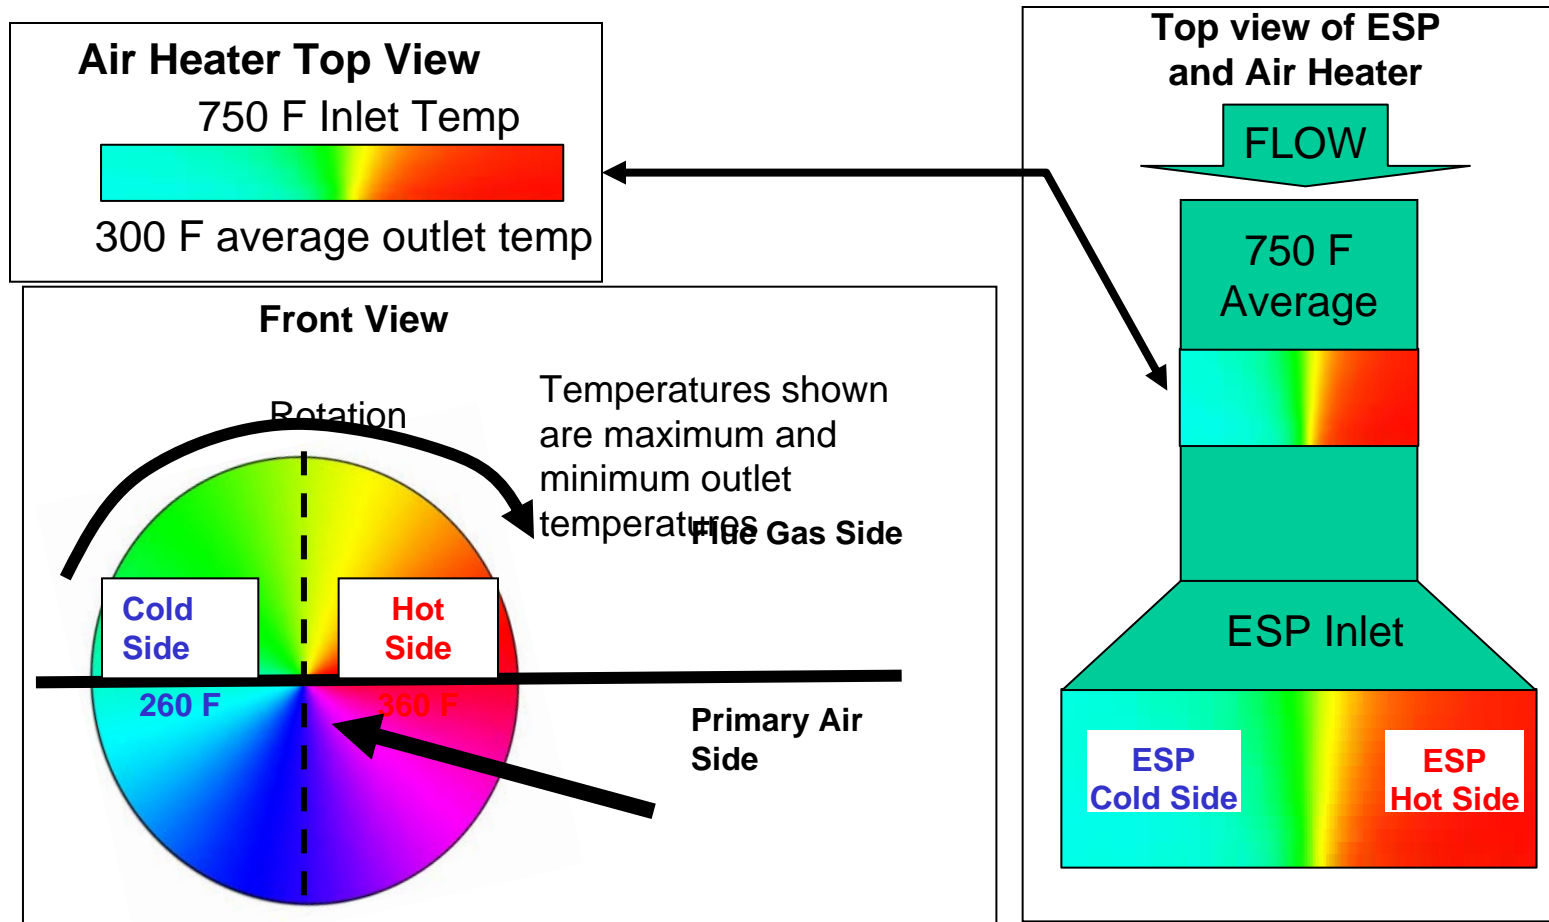 Air Heater Top View
750 F Inlet Temp
300 F average outlet temp
Front View
Rotation
Temperatures shown
are maximum and
minimum outlet
temperatures
Flue Gas Side
Cold
Side
Hot
Side
260 F
360 F
Primary Air
Side
Top view of ESP
and Air Heater
FLOW
750 F
Average
ESP Inlet
ESP
Cold Side
ESP
Hot Side